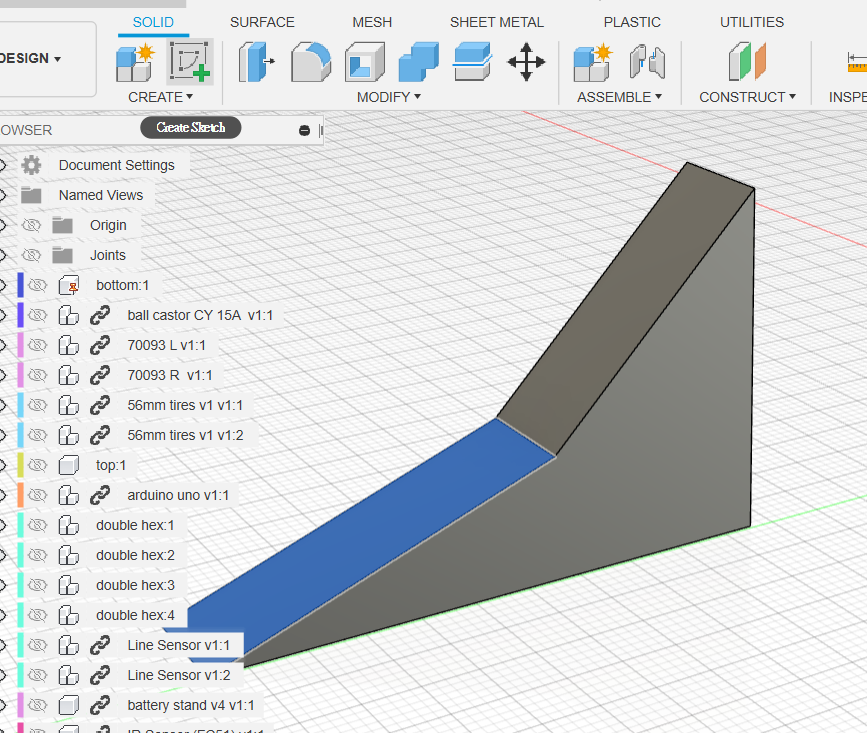 SOLID SURFACE MESH SHEET METAL PLASTIC UTILITIES
DESIGN ▾
CREATE ▾ MODIFY ▾ ASSEMBLE ▾ CONSTRUCT ▾ INSPE
OWSER
Create Sketch
Document Settings
Named Views
Origin
Joints
bottom:1
ball castor CY 15A v1:1
70093 L v1:1
70093 R v1:1
56mm tires v1 v1:1
56mm tires v1 v1:2
top:1
arduino uno v1:1
double hex:1
double hex:2
double hex:3
double hex:4
Line Sensor v1:1
Line Sensor v1:2
battery stand v4 v1:1